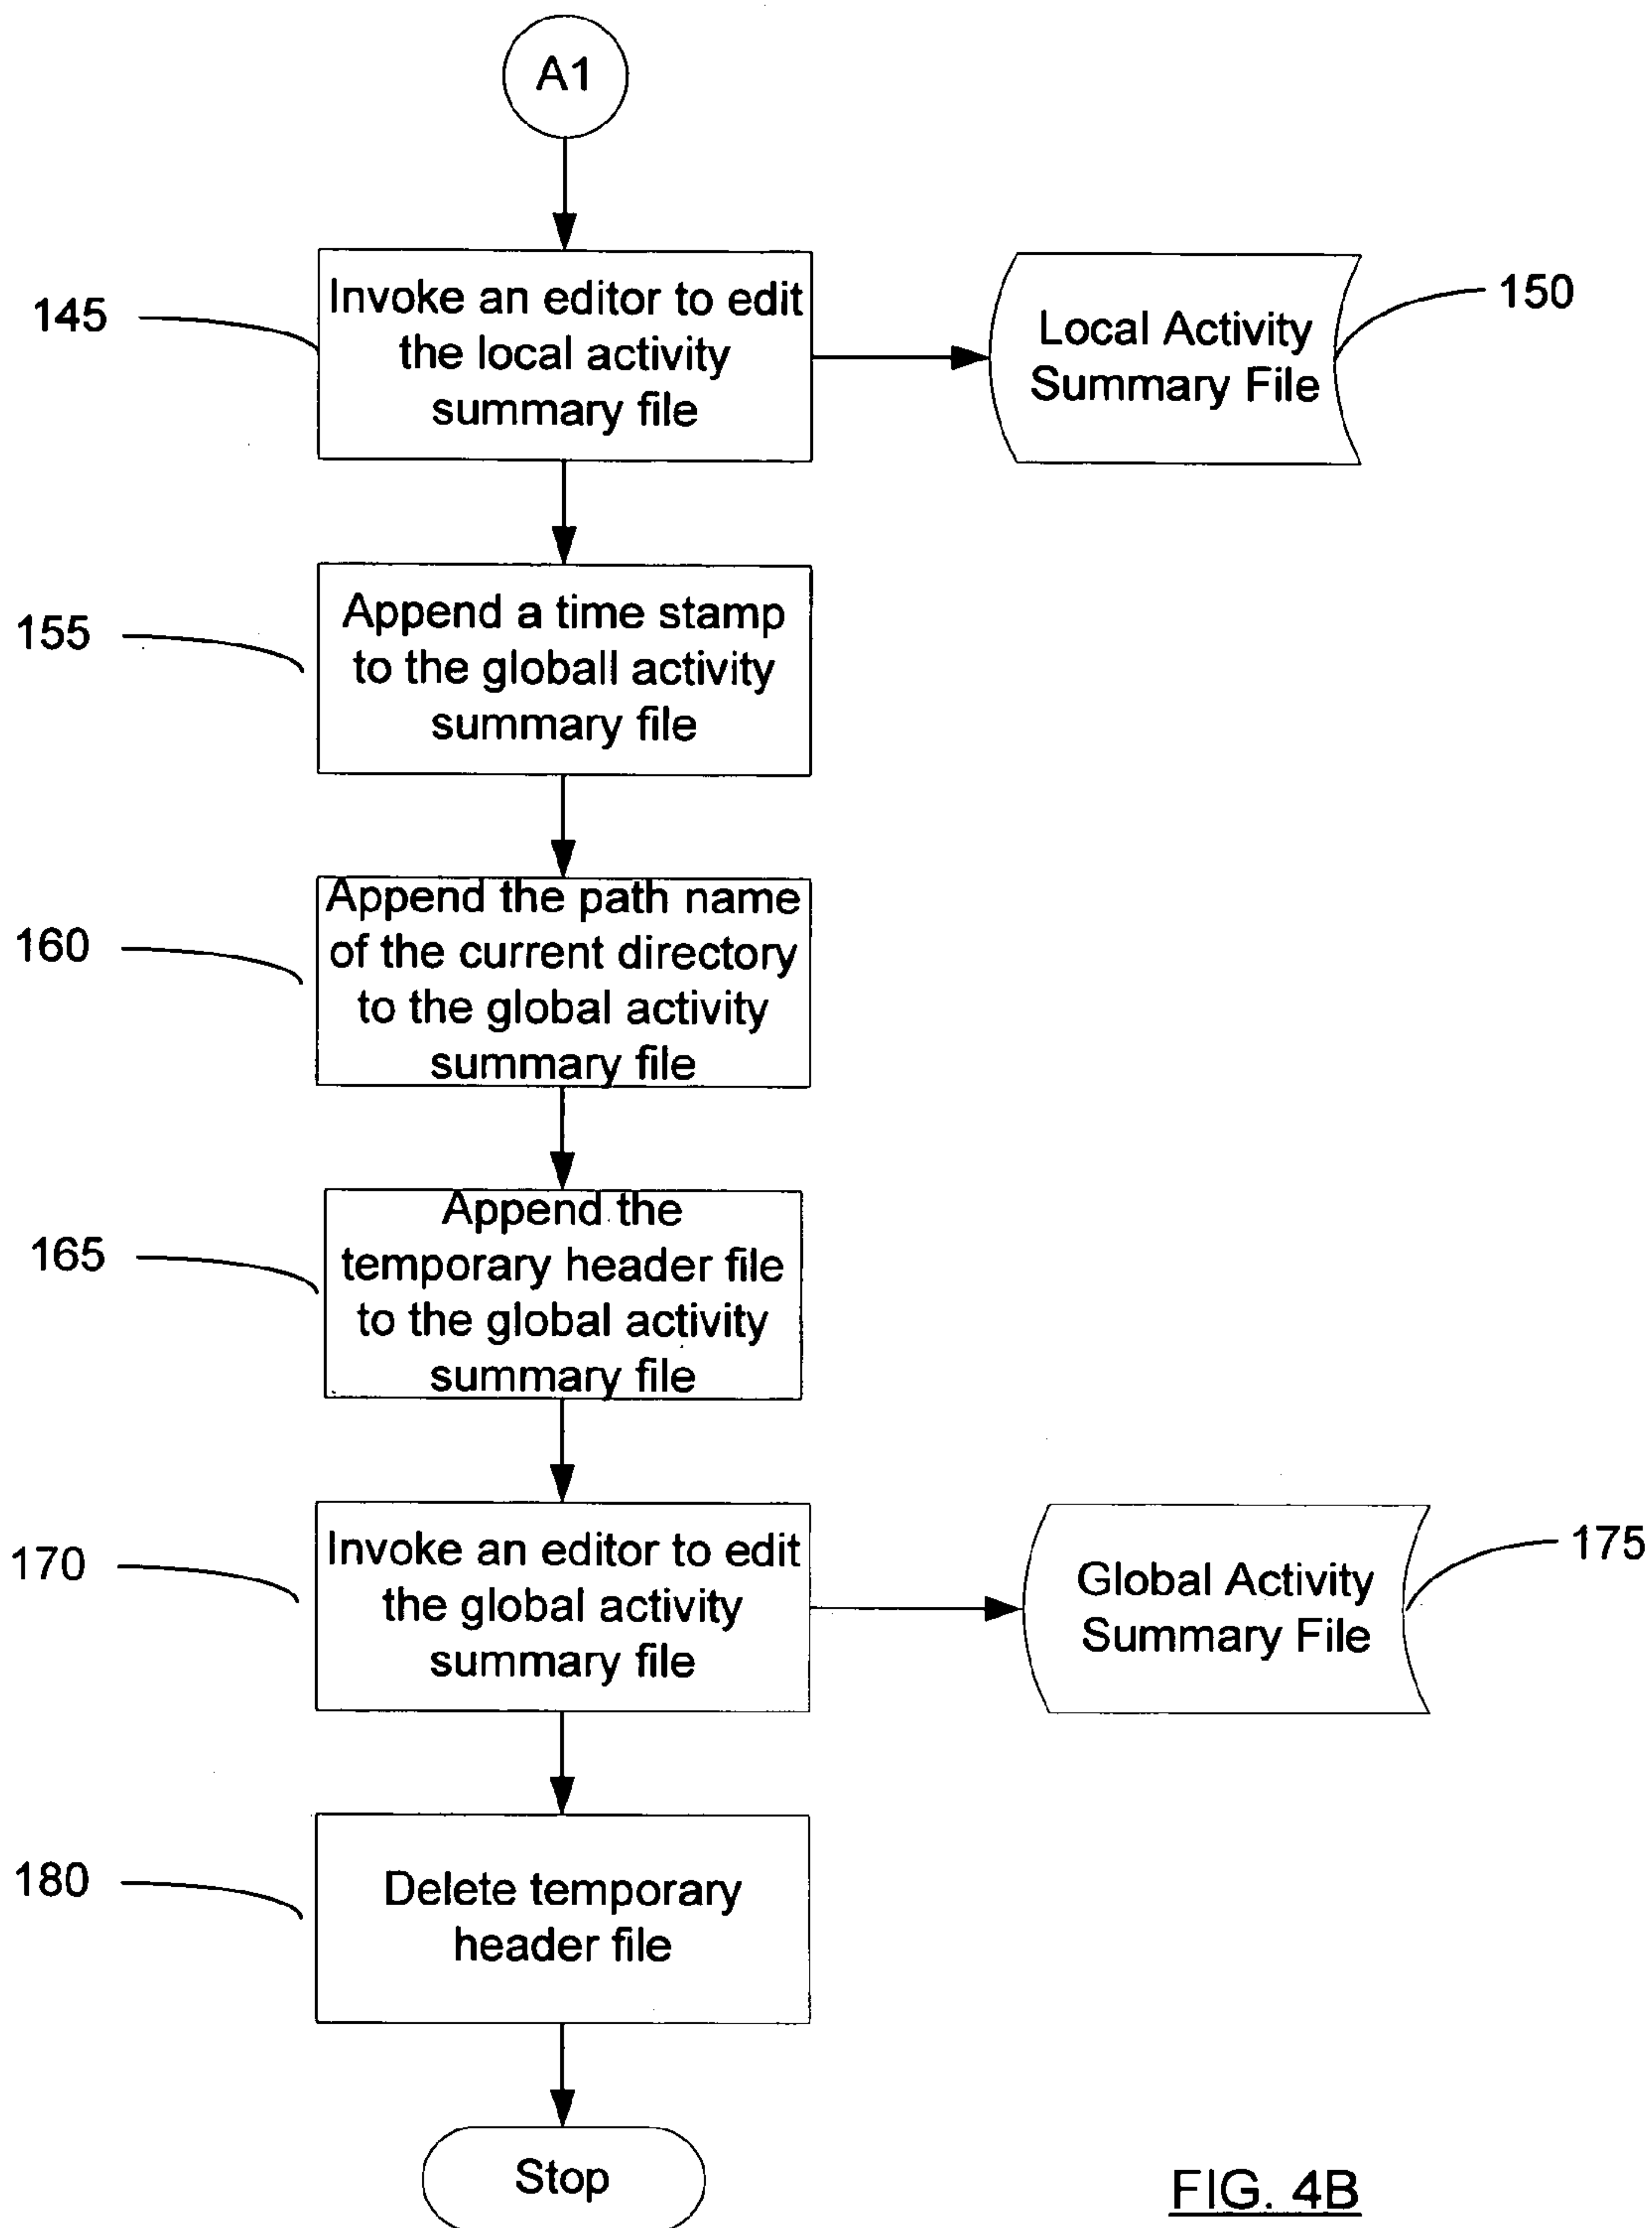 A1
145
Invoke an editor to edit
the local activity
summary file
Local Activity
Summary File
150
155
Append a time stamp
to the globall activity
summary file
160
Append the path name
of the current directory
to the global activity
summary file
165
Append the
temporary header file
to the global activity
summary file
170
Invoke an editor to edit
the global activity
summary file
Global Activity
Summary File
175
180
Delete temporary
header file
Stop
FIG. 4B